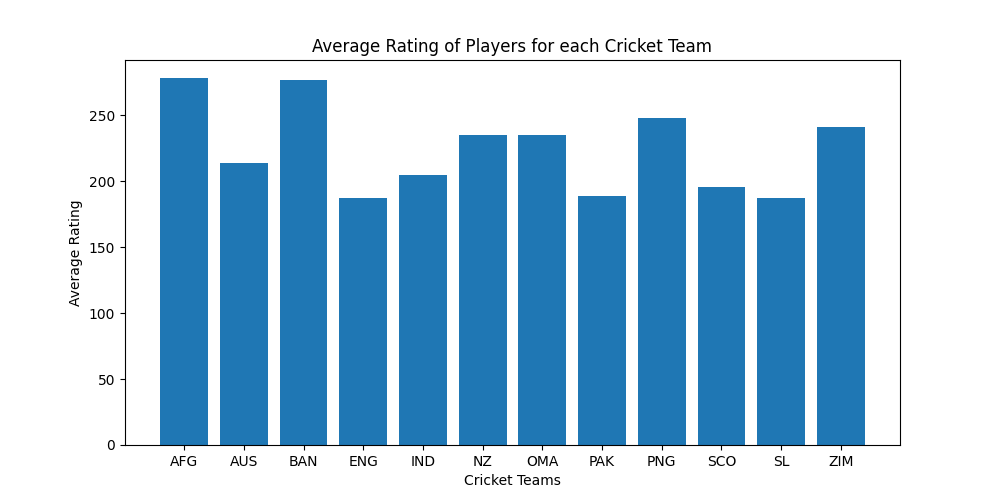 Average Rating of Players for each Cricket Team
Average Rating
250
200
150
100
50
0
AFG AUS BAN ENG IND NZ OMA PAK PNG SCO SL ZIM
Cricket Teams